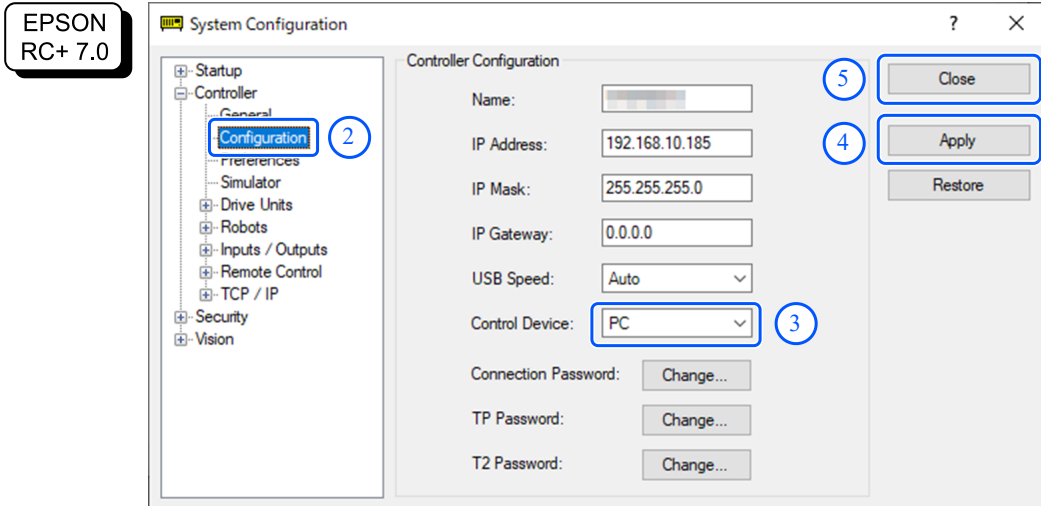 EPSON
RC+ 7.0
System Configuration
?
Startup
Controller
General
Configuration
2
Preferences
Simulator
Drive Units
Robots
Inputs / Outputs
Remote Control
TCP / IP
Security
Vision
Controller Configuration
Name:
IP Address: 192.168.10.185
IP Mask: 255.255.255.0
IP Gateway: 0.0.0.0
USB Speed: Auto
Control Device: PC
3
Connection Password: Change...
TP Password: Change...
T2 Password: Change...
5
Close
4
Apply
Restore